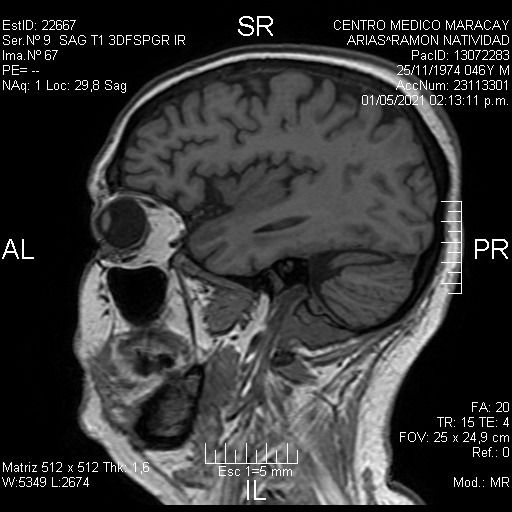 EstID: 22667
Ser.Nº 9 SAG T1 3DFSPGR IR
Ima.Nº 67
PE= --
NAq: 1 Loc: 29,8 Sag
SR
CENTRO MEDICO MARACAY
ARIAS^RAMON NATIVIDAD
PacID: 13072283
25/11/1974 046Y M
AccNum: 23113301
01/05/2021 02:13:11 p.m.
AL
PR
FA: 20
TR: 15 TE: 4
FOV: 25 x 24,9 cm
Ref.: 0
Mod.: MR
Matriz 512 x 512 Thk: 1,6
W:5349 L:2674
Esc 1=5 mm
IL